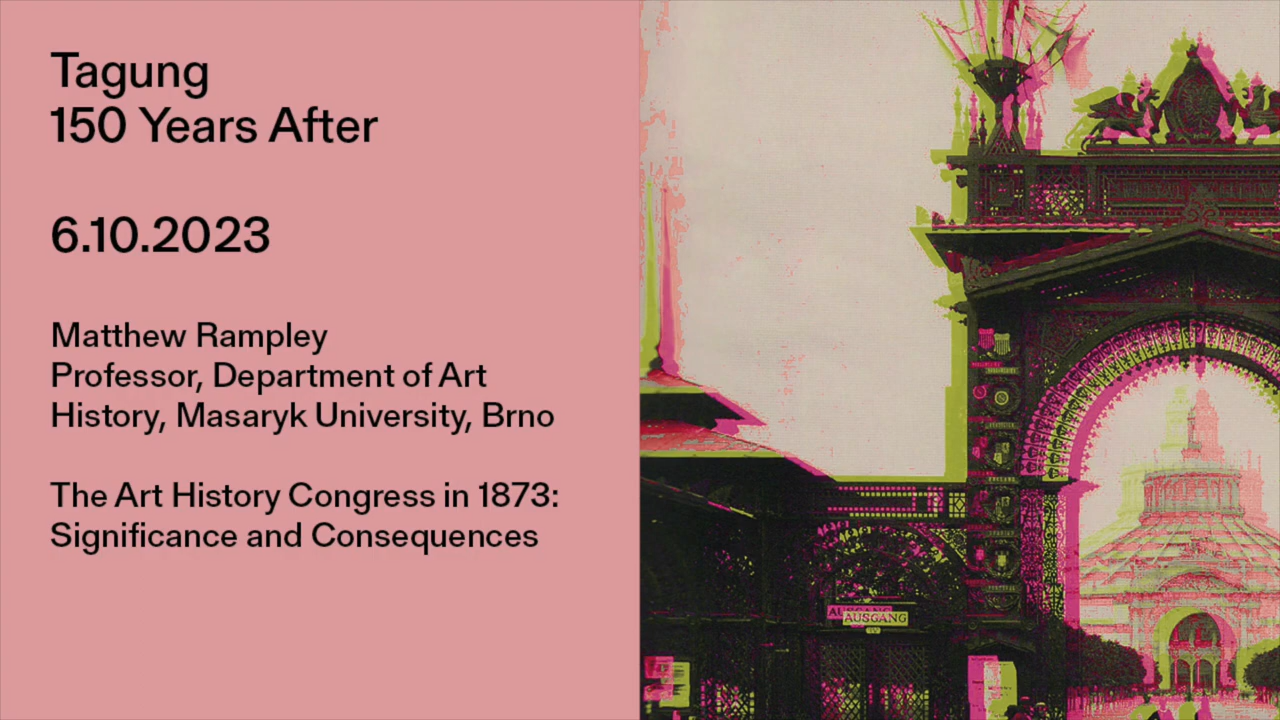 Tagung
150 Years After
6.10.2023
Matthew Rampley
Professor, Department of Art
History, Masaryk University, Brno
The Art History Congress in 1873:
Significance and Consequences
AUSGANG
IV